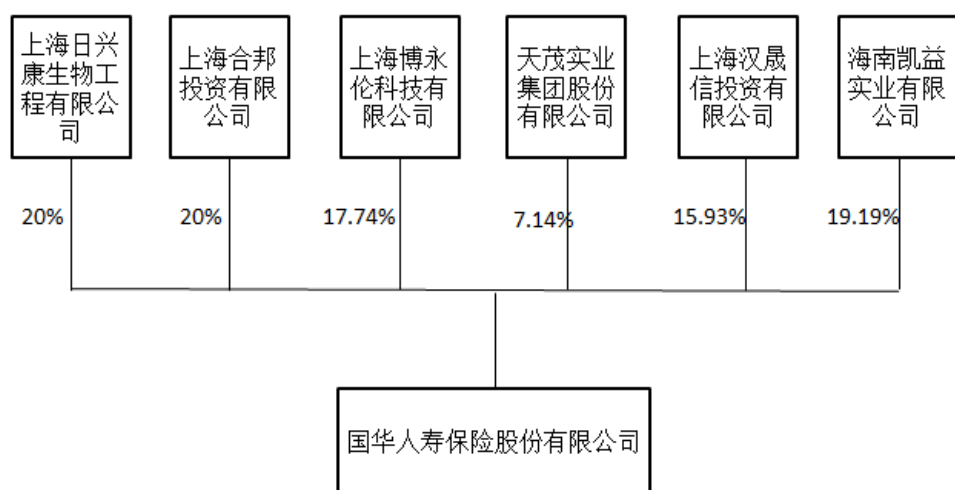 上海日兴
康生物工
程有限公
司
上海合邦
投资有限
公司
上海博永
伦科技有
限公司
天茂实业
集团股份
有限公司
上海汉晟
信投资有
限公司
海南凯益
实业有限
公司
20%
20%
17.74%
7.14%
15.93%
19.19%
国华人寿保险股份有限公司